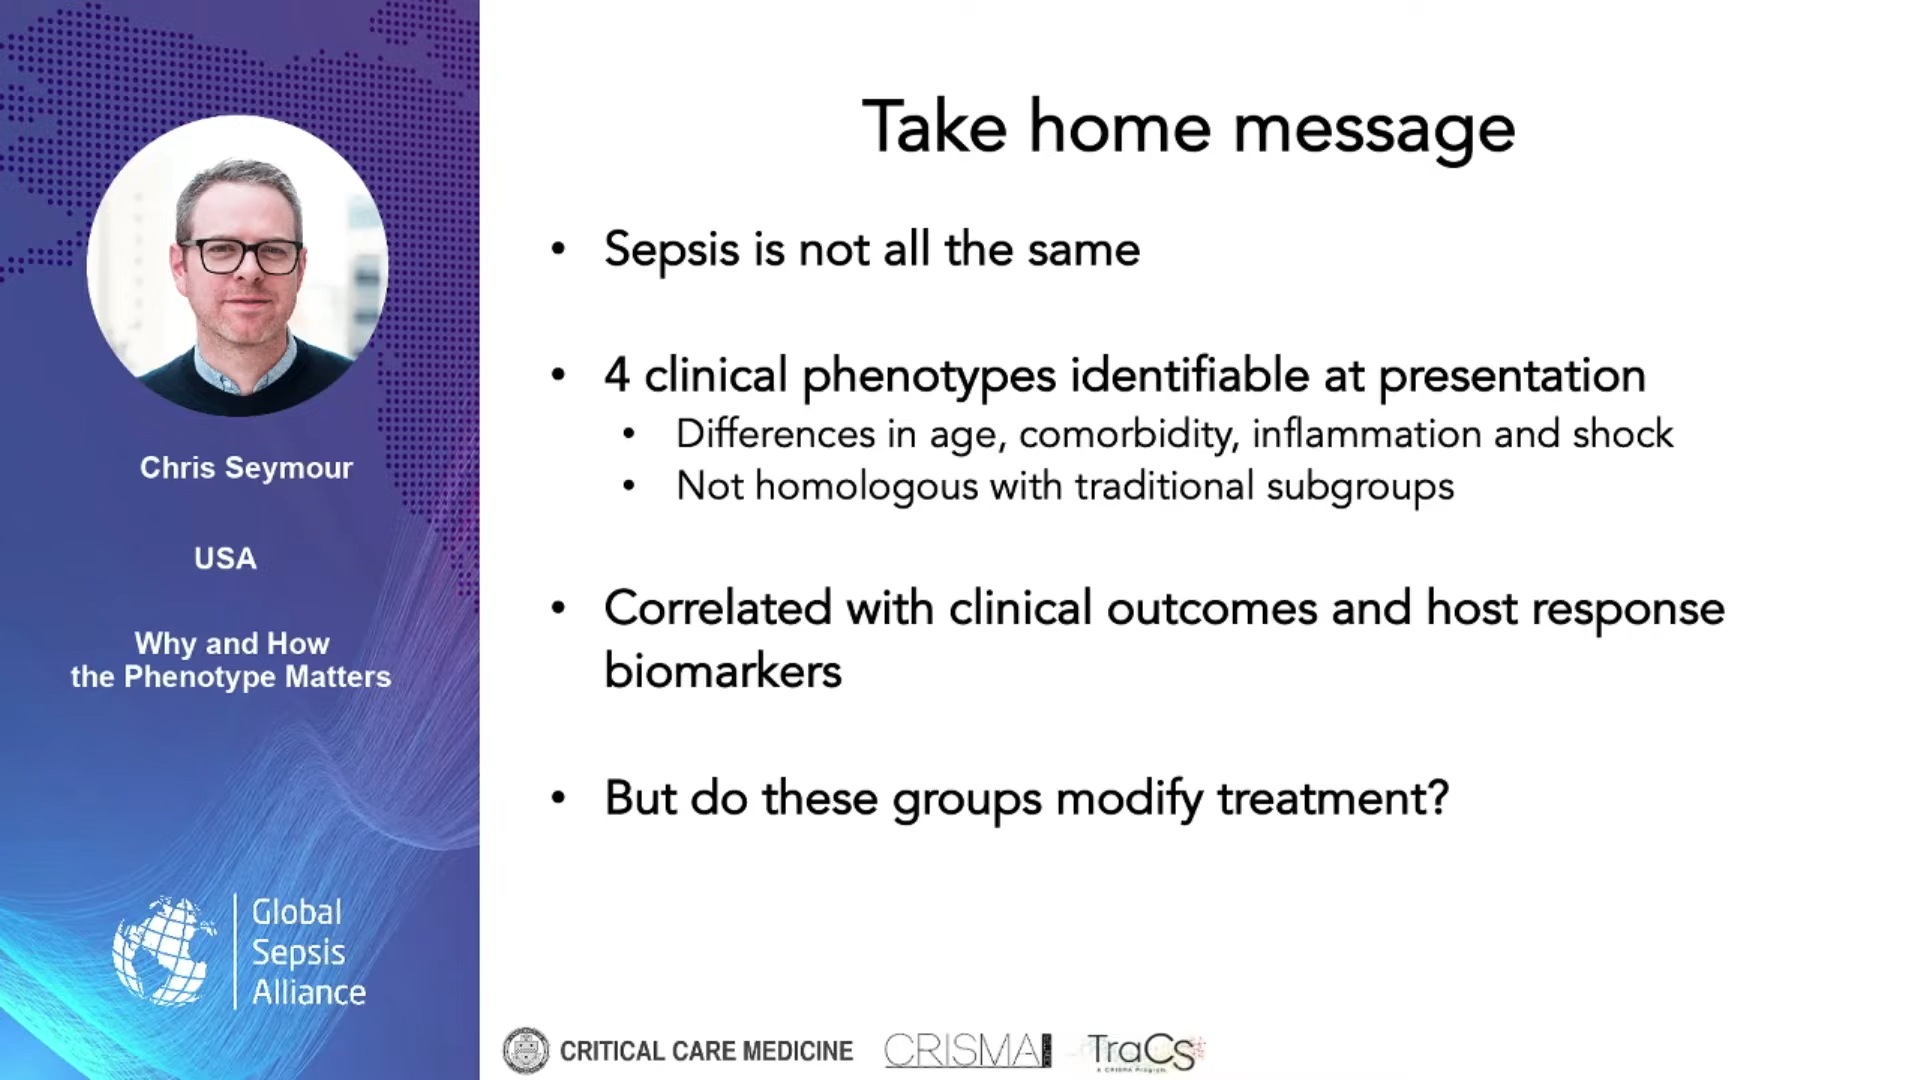 Take home message
• Sepsis is not all the same
• 4 clinical phenotypes identifiable at presentation
• Differences in age, comorbidity, inflammation and shock
• Not homologous with traditional subgroups
• Correlated with clinical outcomes and host response
biomarkers
• But do these groups modify treatment?
Chris Seymour
USA
Why and How
the Phenotype Matters
Global
Sepsis
Alliance
CRITICAL CARE MEDICINE
CRISMA
TraCS
A CRISMA Program